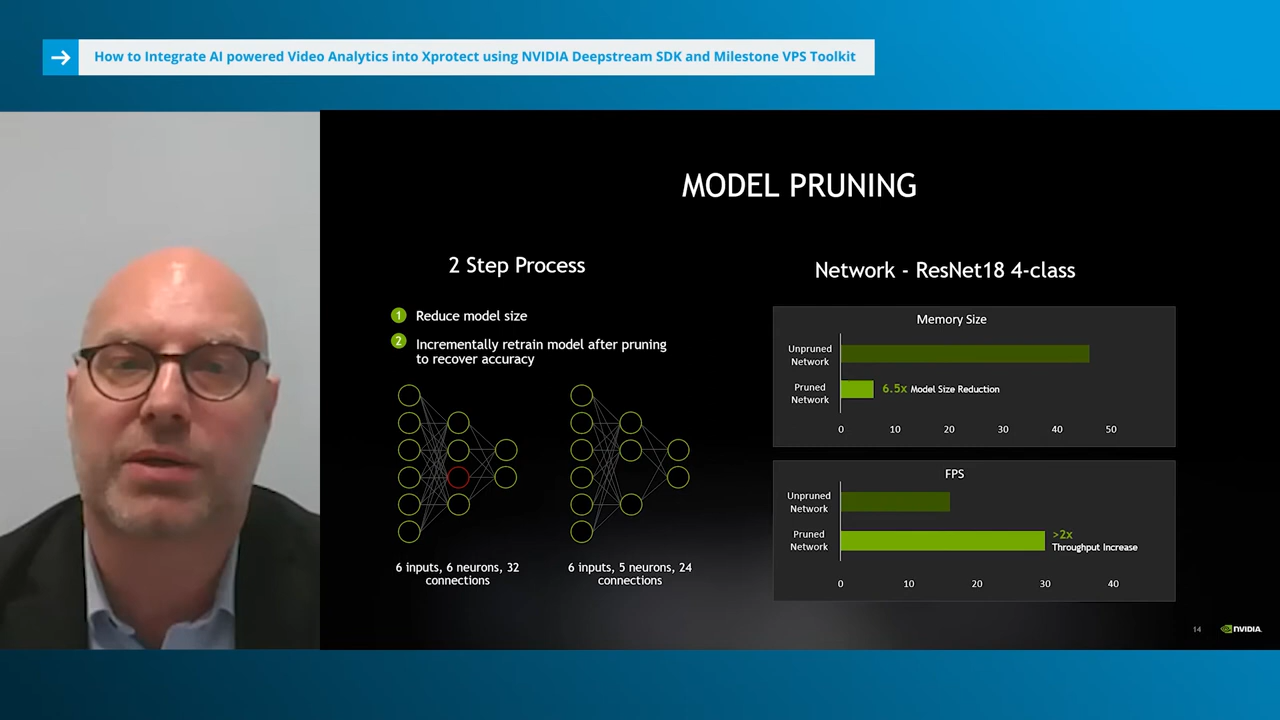 How to Integrate AI powered Video Analytics into Xprotect using NVIDIA Deepstream SDK and Milestone VPS Toolkit
MODEL PRUNING
2 Step Process
1 Reduce model size
2 Incrementally retrain model after pruning
to recover accuracy
6 inputs, 6 neurons, 32
connections
6 inputs, 5 neurons, 24
connections
Network - ResNet18 4-class
Memory Size
Unpruned
Network
Pruned
Network
6.5x Model Size Reduction
0 10 20 30 40 50
FPS
Unpruned
Network
Pruned
Network
>2x
Throughput Increase
0 10 20 30 40
14 NVIDIA.